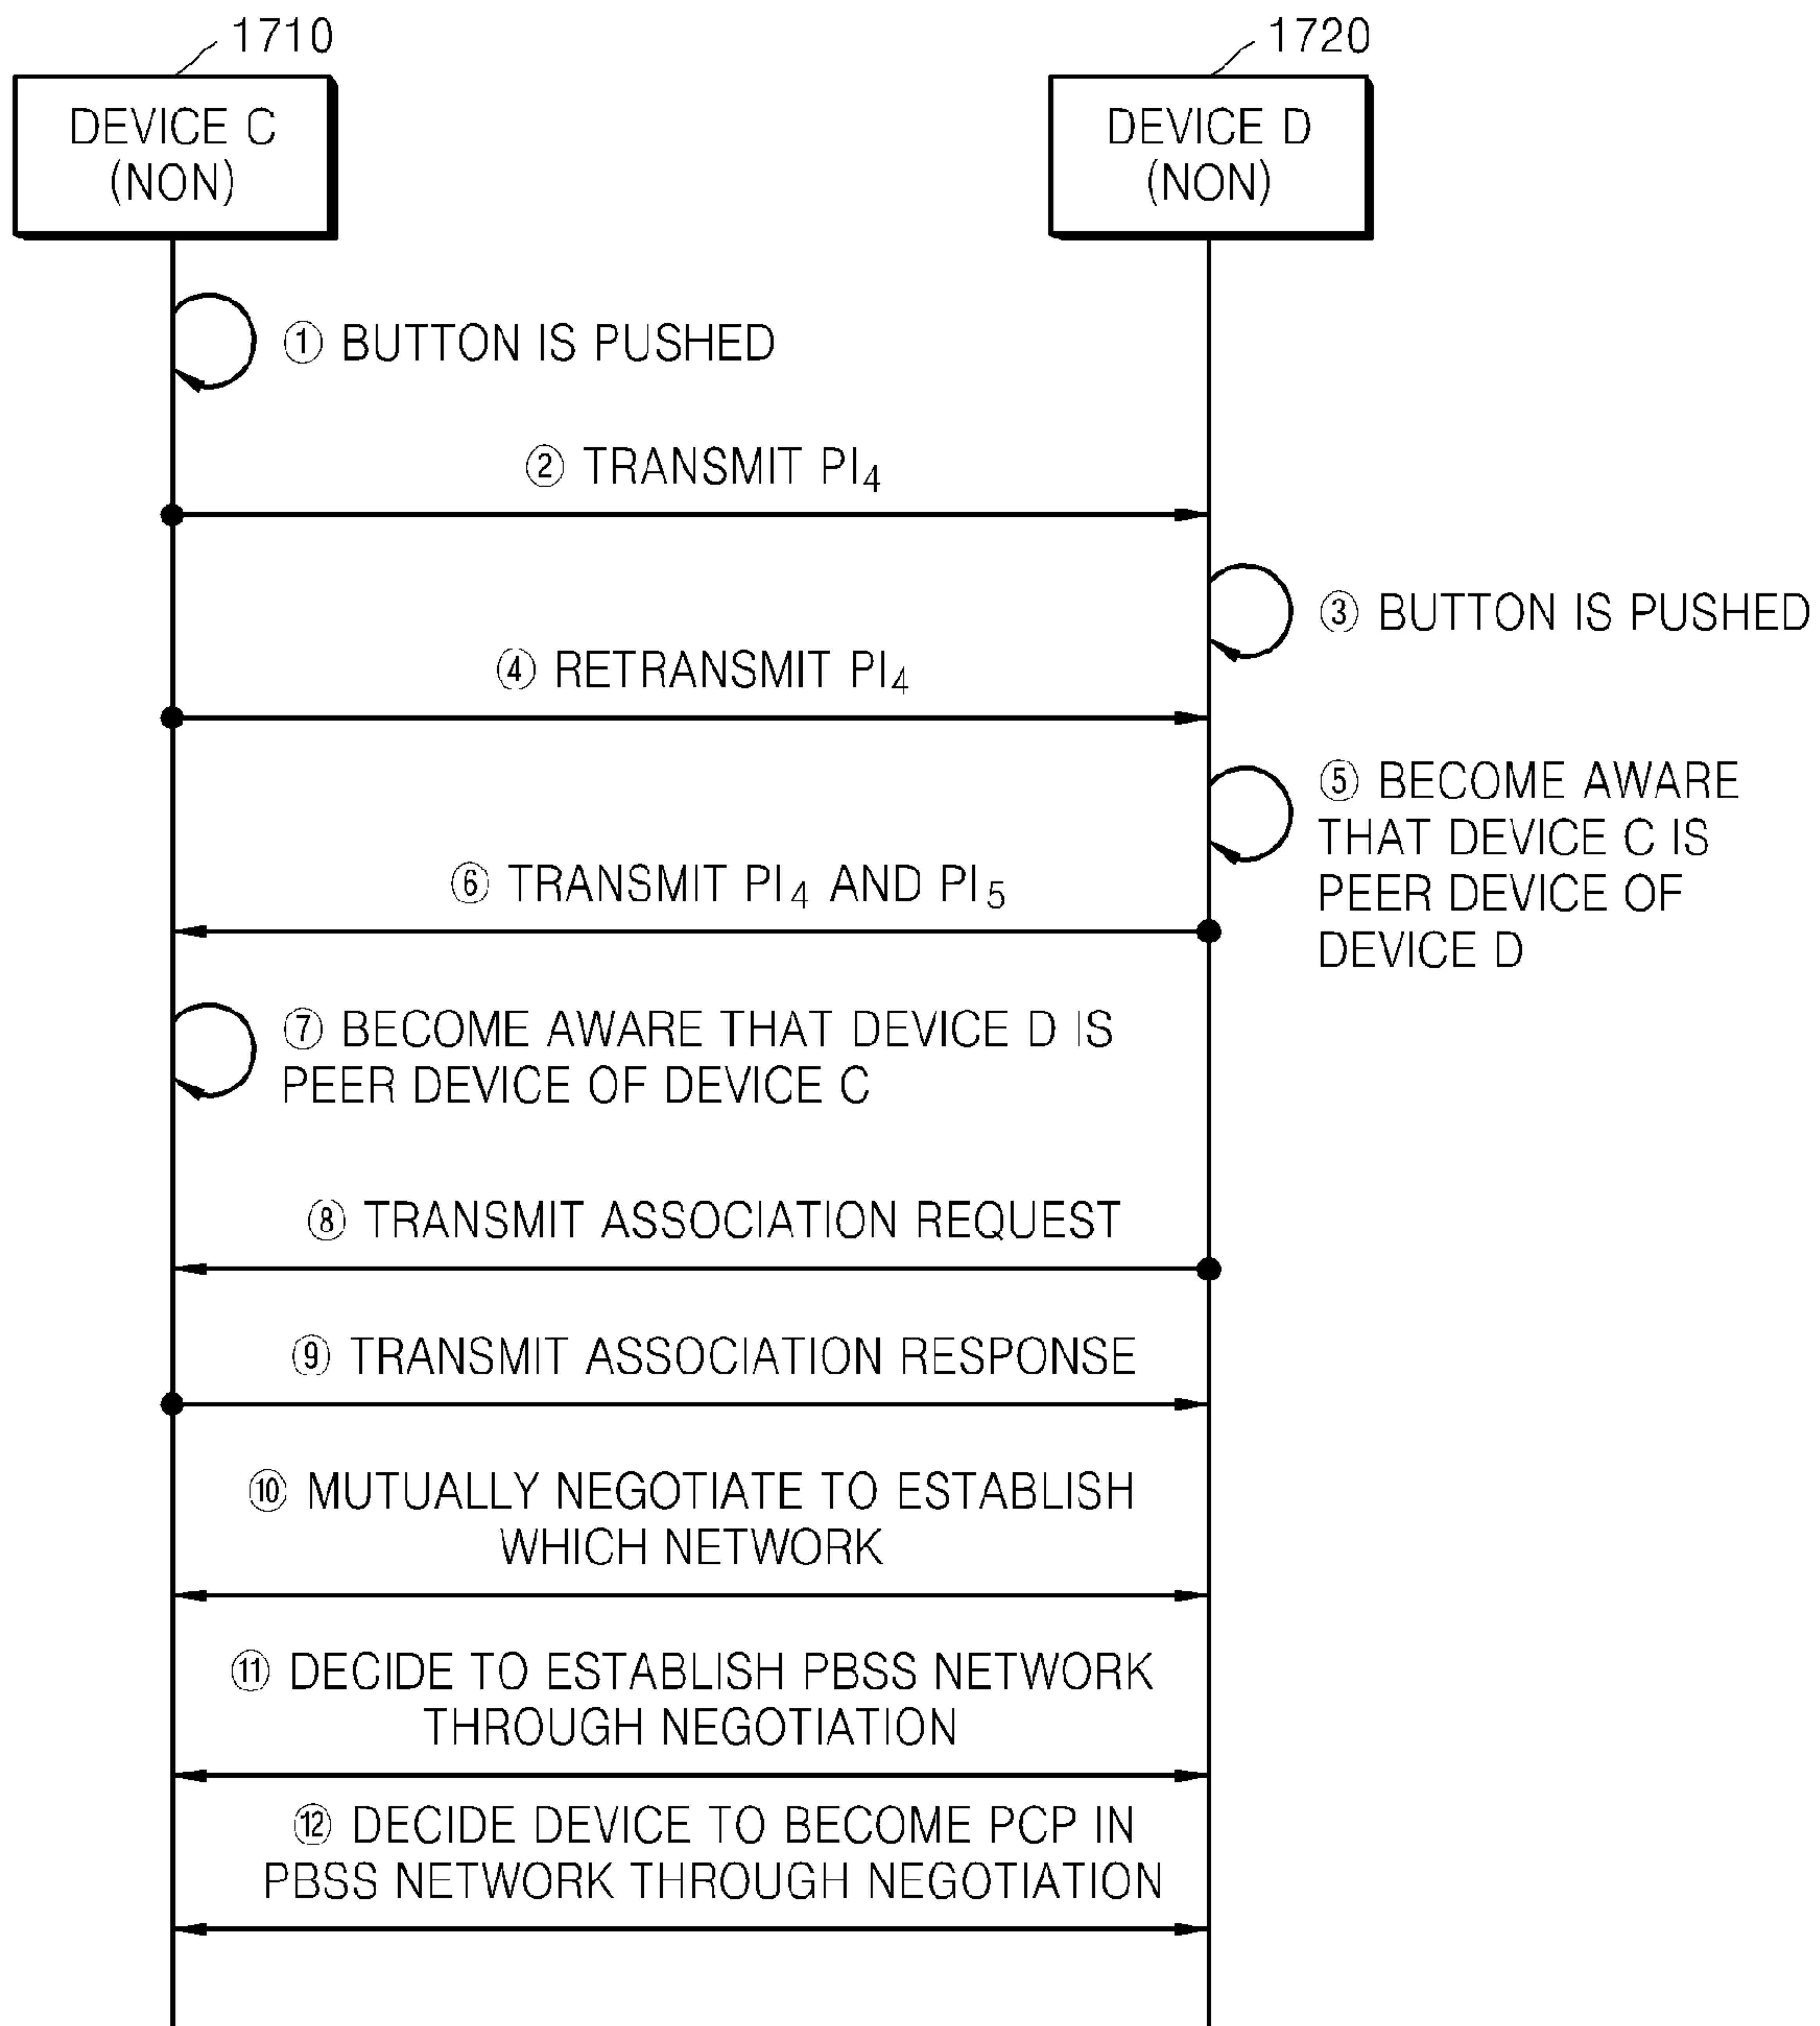 1710
1720
DEVICE C
(NON)
DEVICE D
(NON)
① BUTTON IS PUSHED
② TRANSMIT PI₄
③ BUTTON IS PUSHED
④ RETRANSMIT PI₄
⑤ BECOME AWARE
THAT DEVICE C IS
PEER DEVICE OF
DEVICE D
⑥ TRANSMIT PI₄ AND PI₅
⑦ BECOME AWARE THAT DEVICE D IS
PEER DEVICE OF DEVICE C
⑧ TRANSMIT ASSOCIATION REQUEST
⑨ TRANSMIT ASSOCIATION RESPONSE
⑩ MUTUALLY NEGOTIATE TO ESTABLISH
WHICH NETWORK
⑪ DECIDE TO ESTABLISH PBSS NETWORK
THROUGH NEGOTIATION
⑫ DECIDE DEVICE TO BECOME PCP IN
PBSS NETWORK THROUGH NEGOTIATION